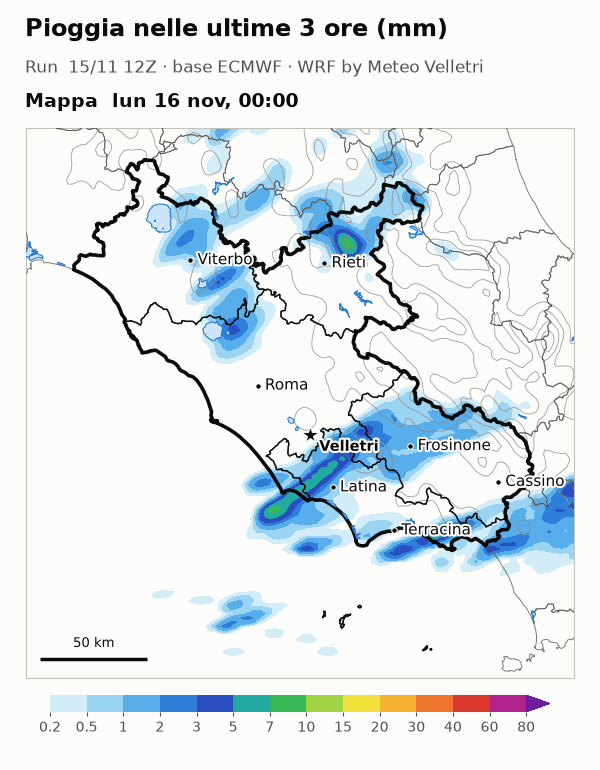 Pioggia nelle ultime 3 ore (mm)
Run  15/11 12Z · base ECMWF · WRF by Meteo Velletri
Mappa  lun 16 nov, 00:00
Viterbo
Rieti
Roma
Velletri
Frosinone
Latina
Cassino
Terracina
50 km
0.2 0.5 1 2 3 5 7 10 15 20 30 40 60 80